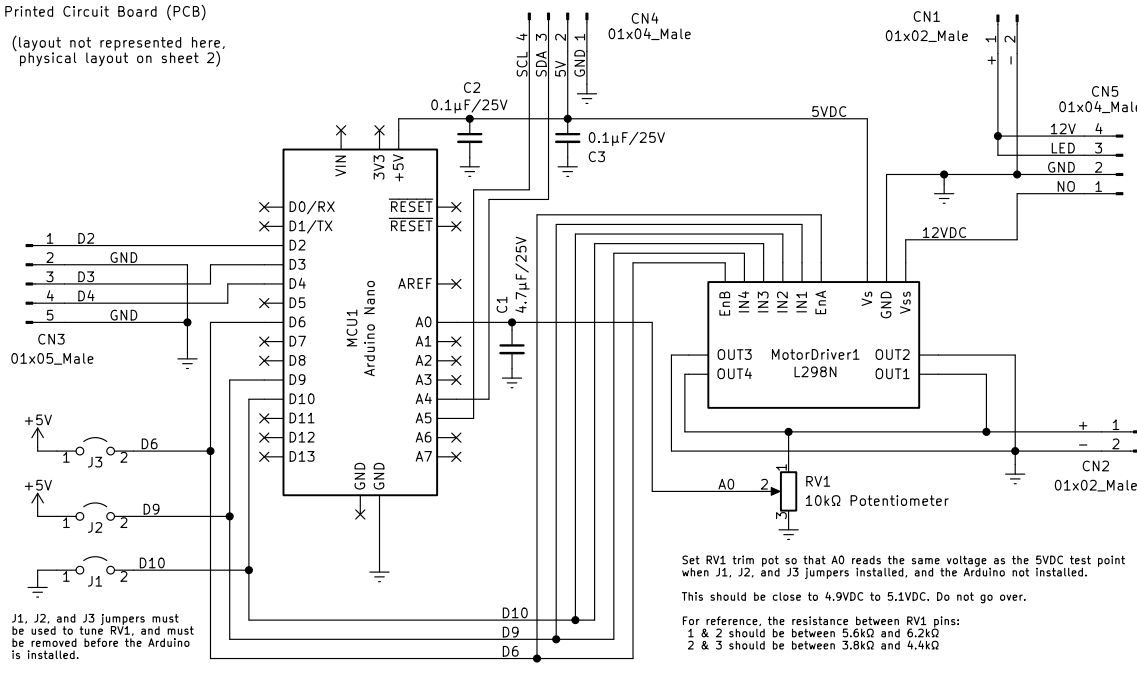 Printed Circuit Board (PCB)
(layout not represented here,
physical layout on sheet 2)
CN4
01x04_Male
SCL 4
SDA 3
5V 2
GND 1
CN1
01x02_Male
+ 1
- 2
CN5
01x04_Male
12V 4
LED 3
GND 2
NO 1
C2
0.1µF/25V
0.1µF/25V
C3
5VDC
12VDC
VIN
3V3
+5V
D0/RX
D1/TX
D2
D3
D4
D5
D6
D7
D8
D9
D10
D11
D12
D13
RESET
RESET
AREF
A0
A1
A2
A3
A4
A5
A6
A7
GND
GND
MCU1
Arduino Nano
C1
4.7µF/25V
1 D2
2 GND
3 D3
4 D4
5 GND
CN3
01x05_Male
EnB
IN4
IN3
IN2
IN1
EnA
Vs
GND
Vss
OUT3
OUT4
MotorDriver1
L298N
OUT2
OUT1
+5V
1 J3 2
D6
+5V
1 J2 2
D9
1 J1 2
D10
+ 1
- 2
CN2
01x02_Male
A0 2
1
3
RV1
10kΩ Potentiometer
Set RV1 trim pot so that A0 reads the same voltage as the 5VDC test point
when J1, J2, and J3 jumpers installed, and the Arduino not installed.
This should be close to 4.9VDC to 5.1VDC. Do not go over.
For reference, the resistance between RV1 pins:
1 & 2 should be between 5.6kΩ and 6.2kΩ
2 & 3 should be between 3.8kΩ and 4.4kΩ
J1, J2, and J3 jumpers must
be used to tune RV1, and must
be removed before the Arduino
is installed.
D10
D9
D6